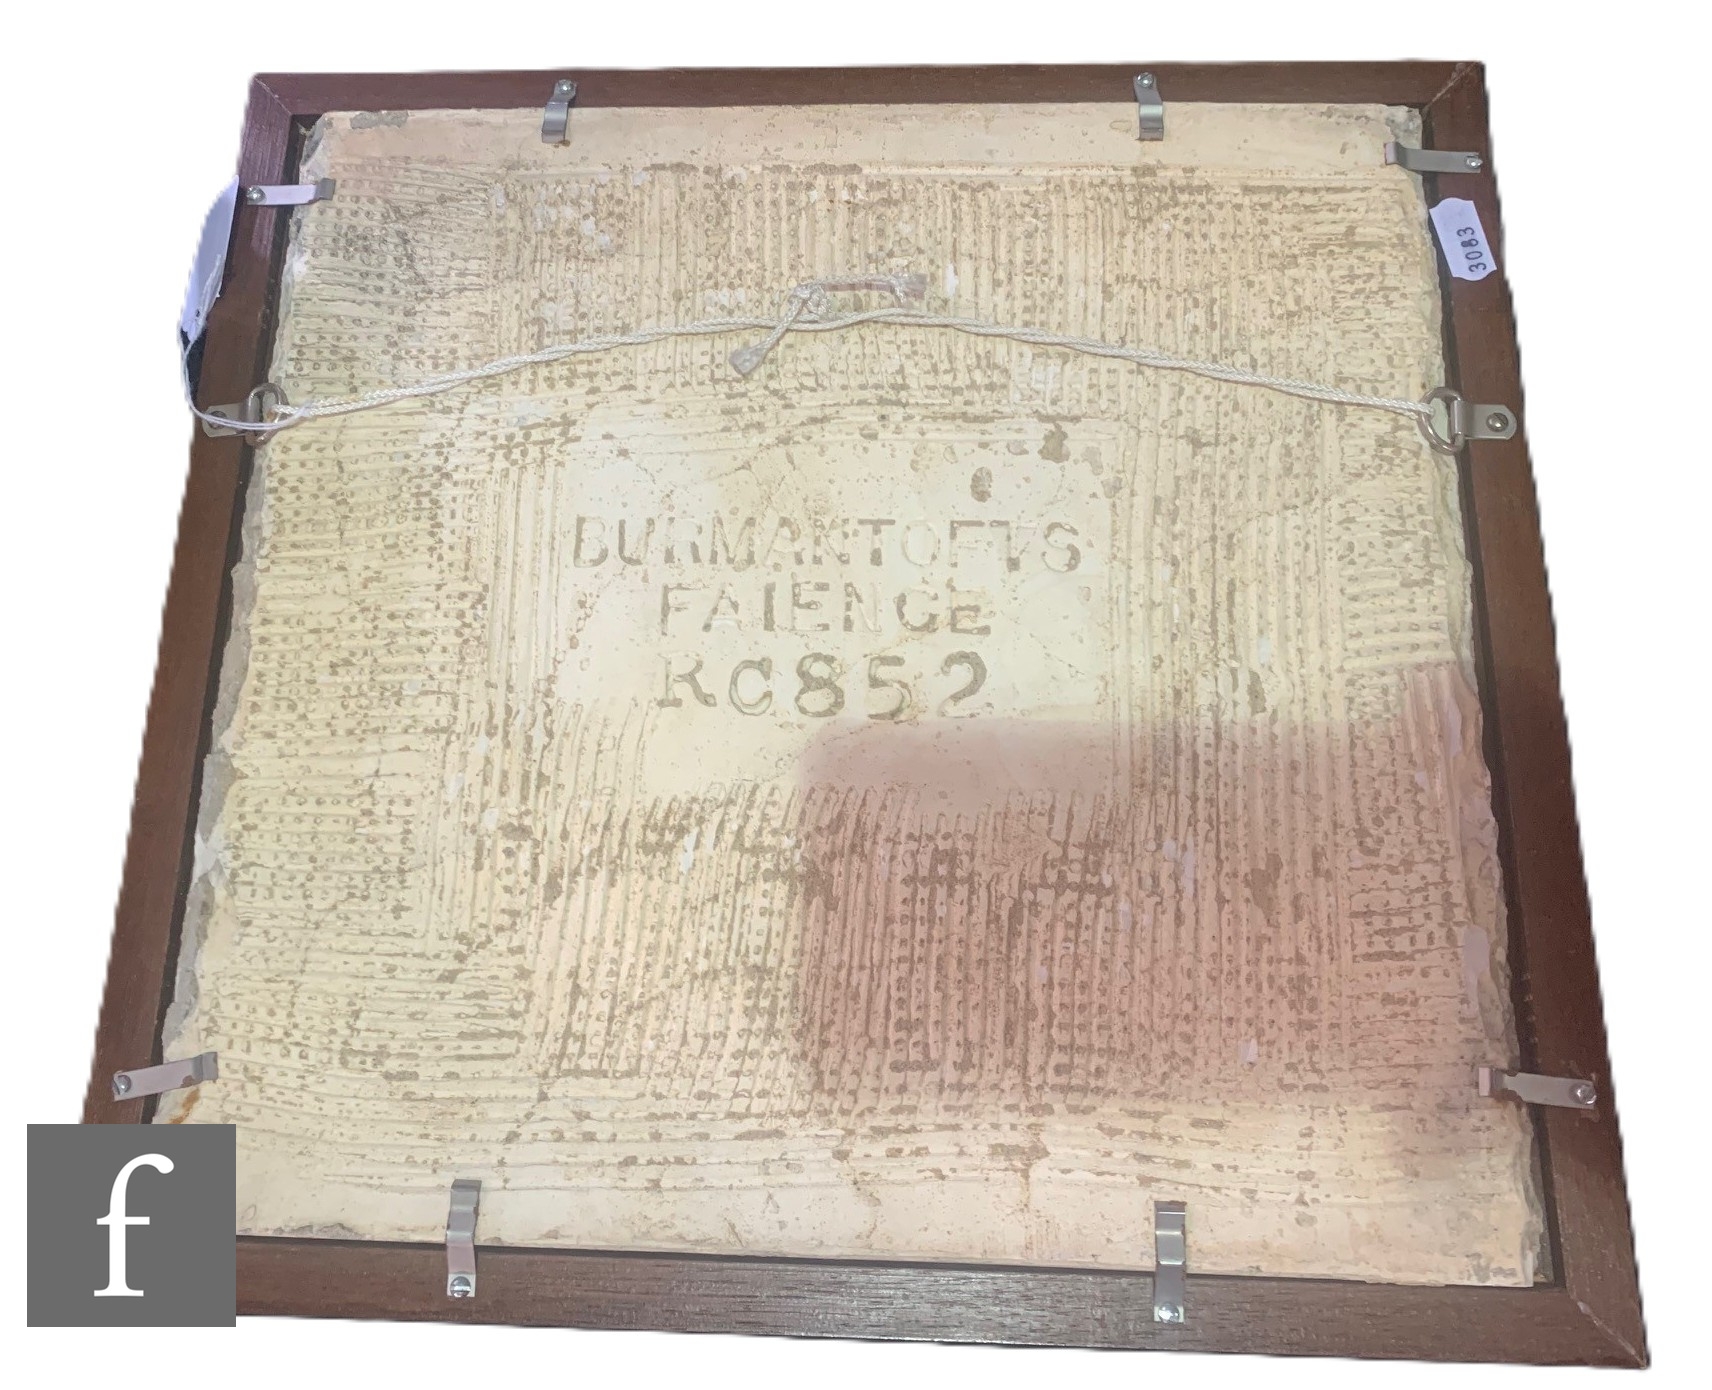 3083
BURMANTOFTS
FAIENCE
RC852
f